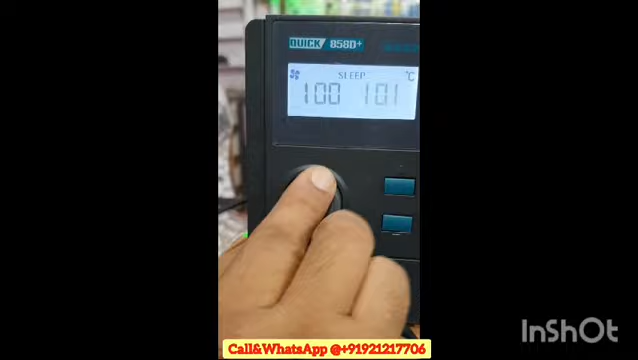 QUICK 858D+
SLEEP
°C
100 101
Call&WhatsApp @+91921217706
InShOt